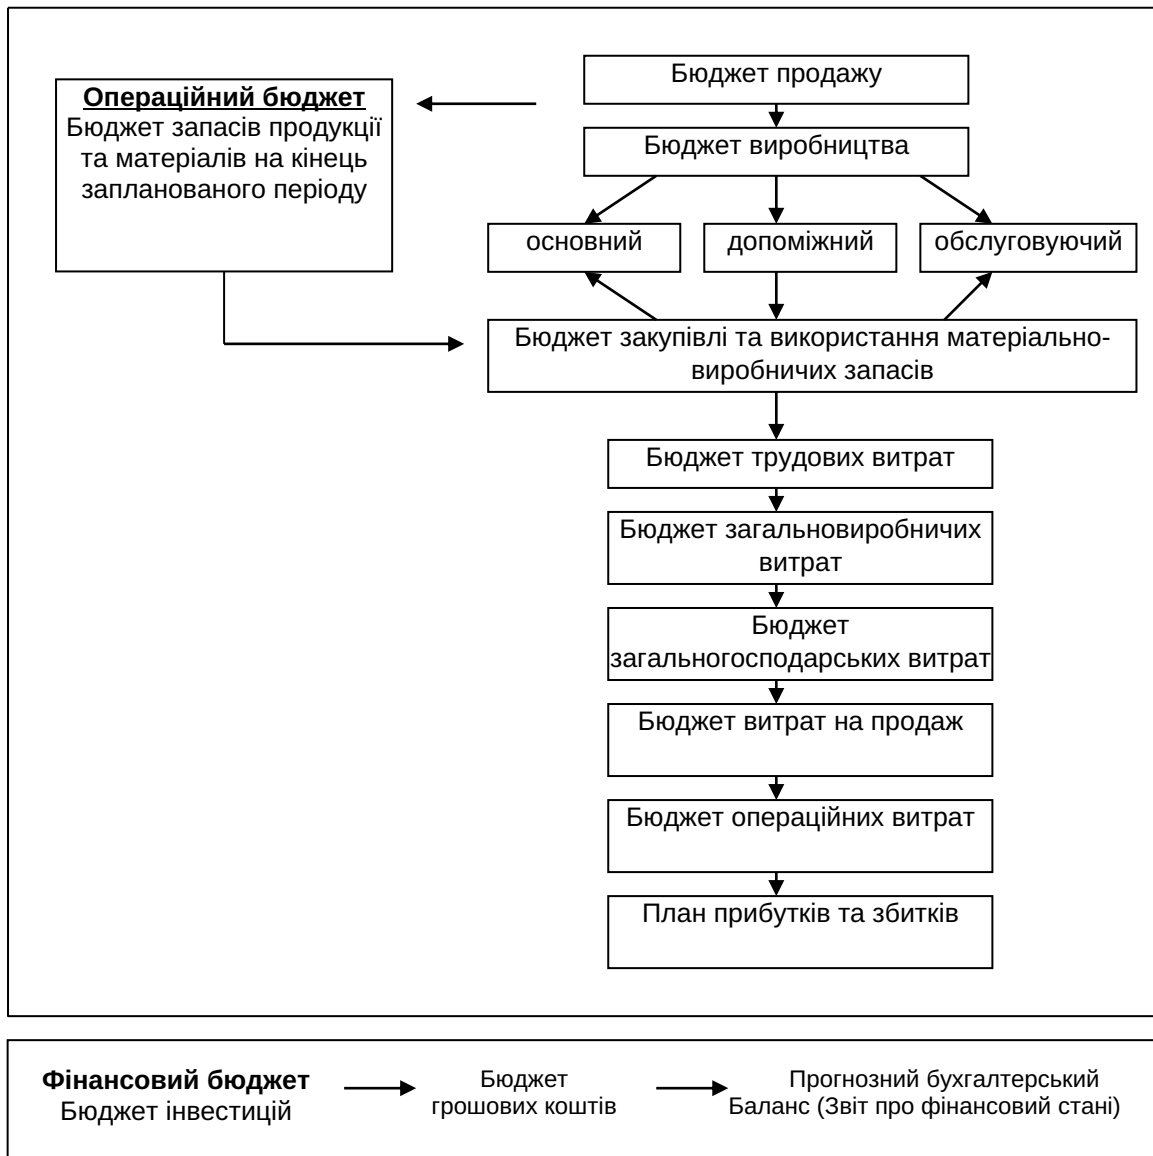 Операційний бюджет
Бюджет запасів продукції
та матеріалів на кінець
запланованого періоду
Бюджет продажу
Бюджет виробництва
основний
допоміжний
обслуговуючий
Бюджет закупівлі та використання матеріально-
виробничих запасів
Бюджет трудових витрат
Бюджет загальновиробничих
витрат
Бюджет
загальногосподарських витрат
Бюджет витрат на продаж
Бюджет операційних витрат
План прибутків та збитків
Фінансовий бюджет
Бюджет інвестицій
Бюджет
грошових коштів
Прогнозний бухгалтерський
Баланс (Звіт про фінансовий стані)